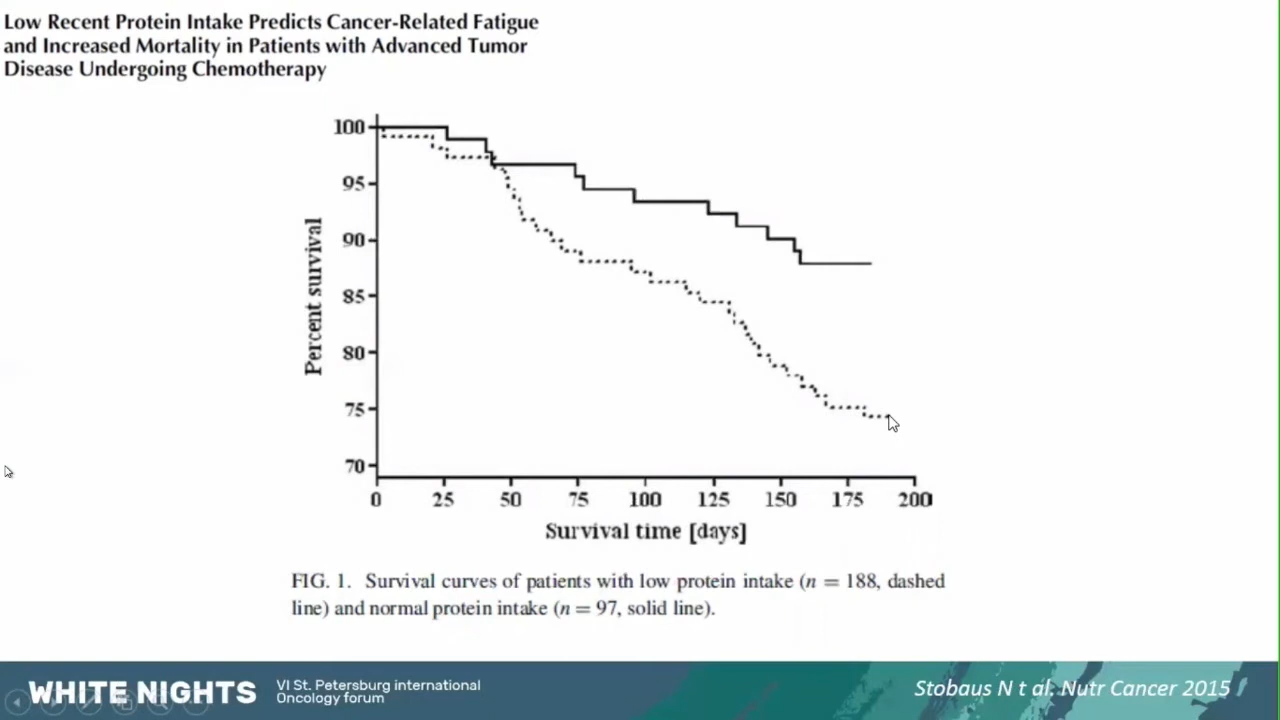 Low Recent Protein Intake Predicts Cancer-Related Fatigue
and Increased Mortality in Patients with Advanced Tumor
Disease Undergoing Chemotherapy
100
95
90
85
80
75
70
Percent survival
0 25 50 75 100 125 150 175 200
Survival time [days]
FIG. 1. Survival curves of patients with low protein intake (n = 188, dashed
line) and normal protein intake (n = 97, solid line).
WHITE NIGHTS
VI St. Petersburg international
Oncology forum
Stobaus N t al. Nutr Cancer 2015